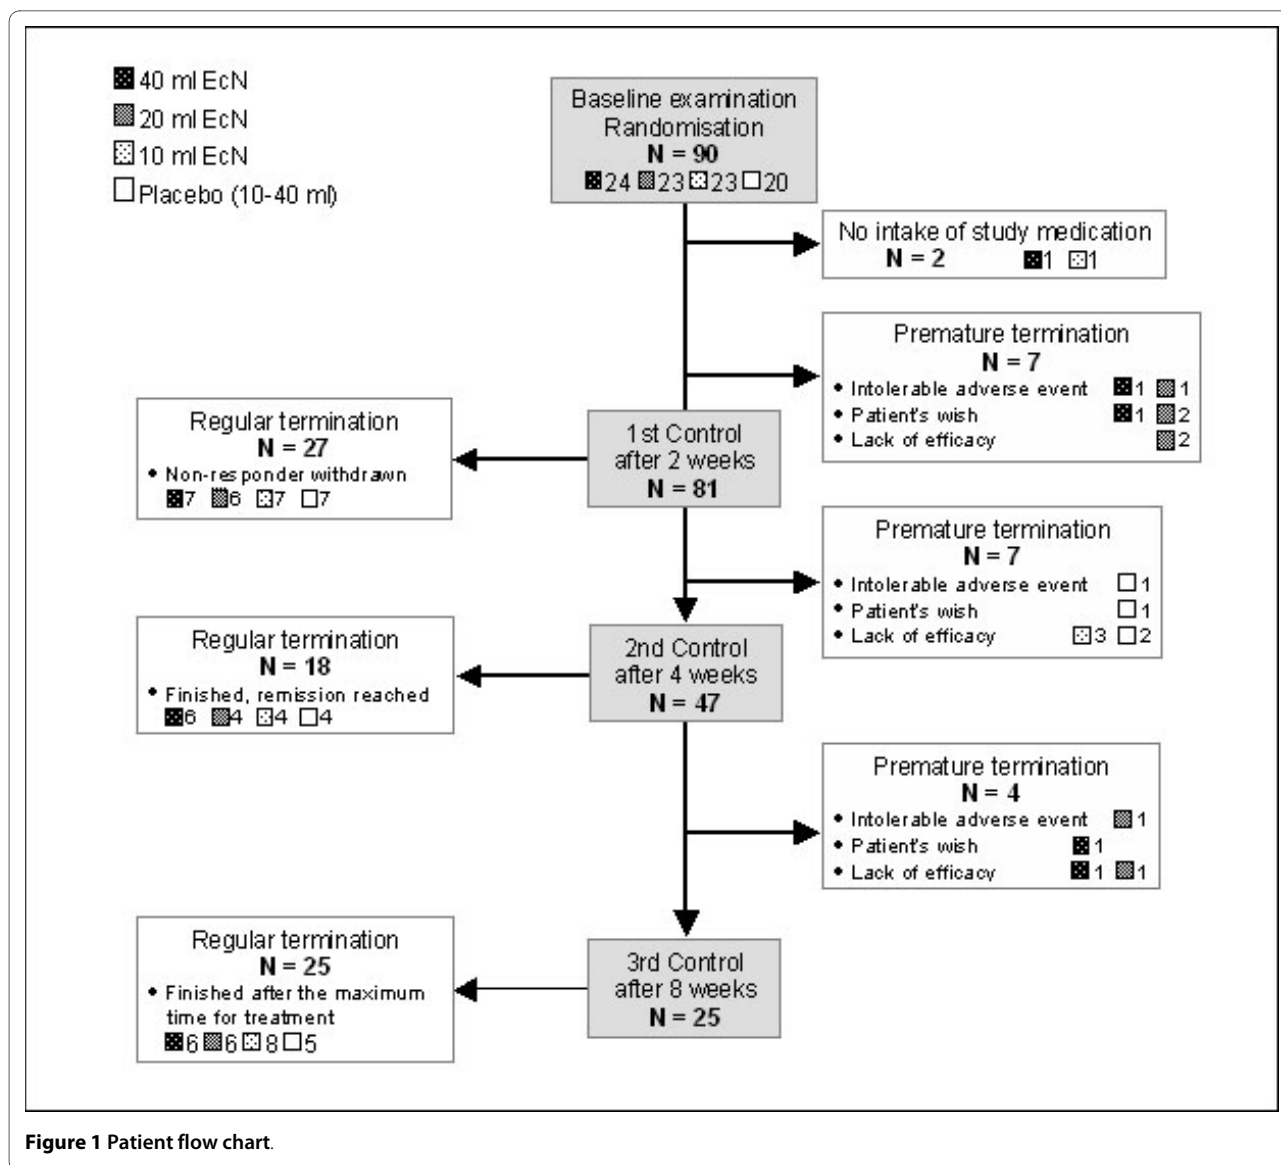 40 ml EcN
20 ml EcN
10 ml EcN
Placebo (10-40 ml)
Baseline examination
Randomisation
N = 90
24 23 23 20
No intake of study medication
N = 2 1 1
Premature termination
N = 7
• Intolerable adverse event 1 1
• Patient's wish 1 2
• Lack of efficacy 2
Regular termination
N = 27
• Non-responder withdrawn
7 6 7 7
1st Control
after 2 weeks
N = 81
Premature termination
N = 7
• Intolerable adverse event 1
• Patient's wish 1
• Lack of efficacy 3 2
Regular termination
N = 18
• Finished, remission reached
6 4 4 4
2nd Control
after 4 weeks
N = 47
Premature termination
N = 4
• Intolerable adverse event 1
• Patient's wish 1
• Lack of efficacy 1 1
Regular termination
N = 25
• Finished after the maximum
time for treatment
6 6 8 5
3rd Control
after 8 weeks
N = 25
Figure 1 Patient flow chart.